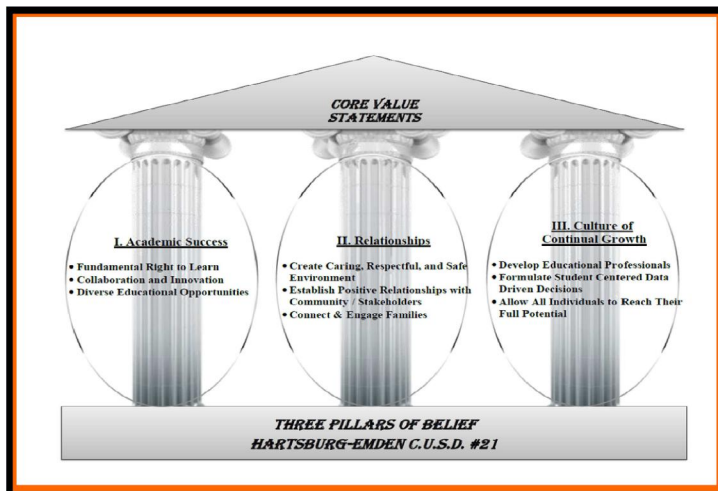 CORE VALUE
STATEMENTS
I. Academic Success
• Fundamental Right to Learn
• Collaboration and Innovation
• Diverse Educational Opportunities
II. Relationships
• Create Caring, Respectful, and Safe
Environment
• Establish Positive Relationships with
Community / Stakeholders
• Connect & Engage Families
III. Culture of
Continual Growth
• Develop Educational Professionals
• Formulate Student Centered Data
Driven Decisions
• Allow All Individuals to Reach Their
Full Potential
THREE PILLARS OF BELIEF
HARTSBURG-EMDEN C.U.S.D. #21